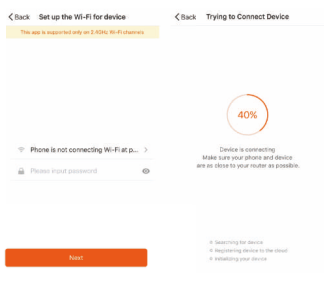 Back Set up the Wi-Fi for device
This app is supported only on 2.4GHz Wi-Fi channels
Phone is not connecting Wi-Fi at p...
Please input password
Next
Back Trying to Connect Device
40%
Device is connecting
Make sure your phone and device
are as close to your router as possible.
Searching for device
Registering device to the cloud
Initializing your device